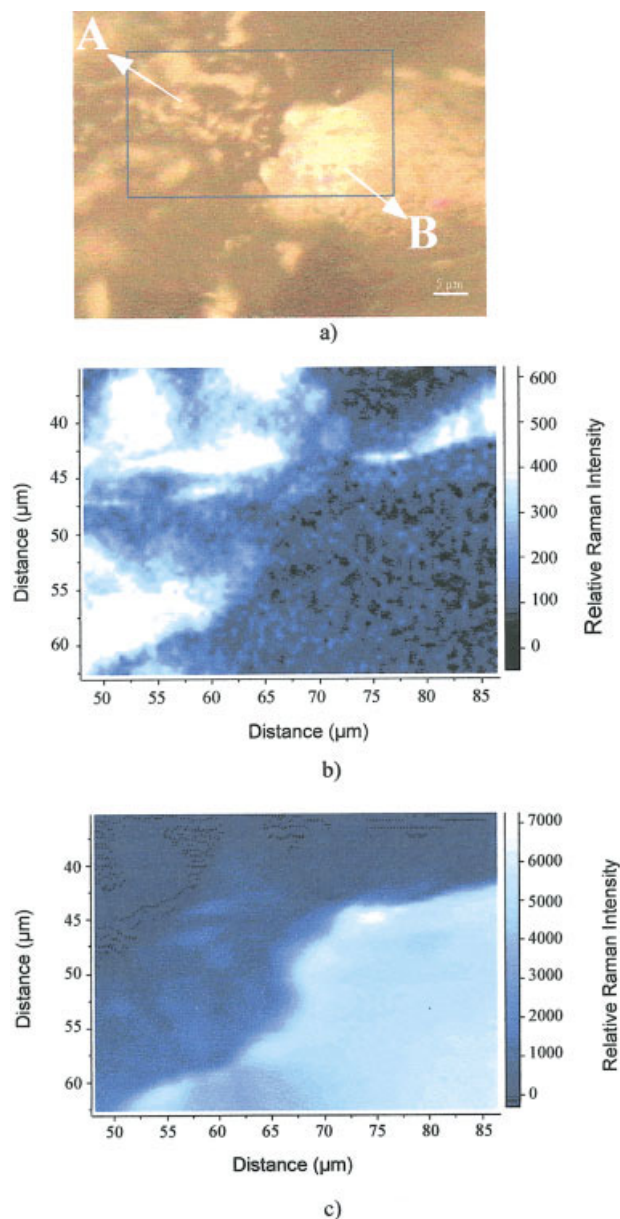 A
B
5 µm
a)
40
45
50
55
60
50 55 60 65 70 75 80 85
Distance (µm)
Distance (µm)
600
500
400
300
200
100
0
Relative Raman Intensity
b)
40
45
50
55
60
50 55 60 65 70 75 80 85
Distance (µm)
Distance (µm)
7000
6000
5000
4000
3000
2000
1000
0
Relative Raman Intensity
c)